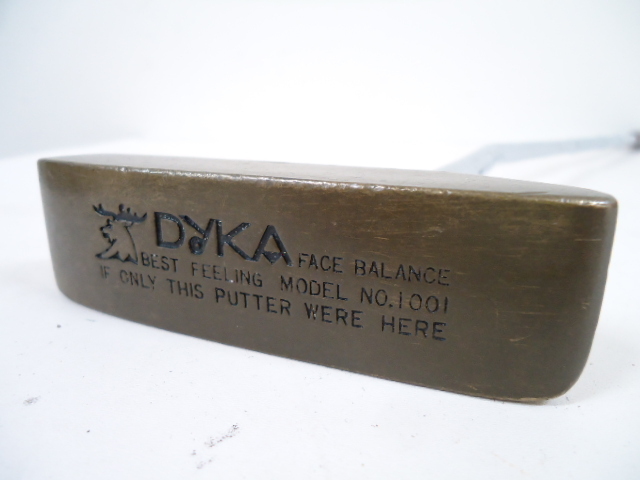 DYKA FACE BALANCE
BEST FEELING MODEL NO.1001
IF ONLY THIS PUTTER WERE HERE